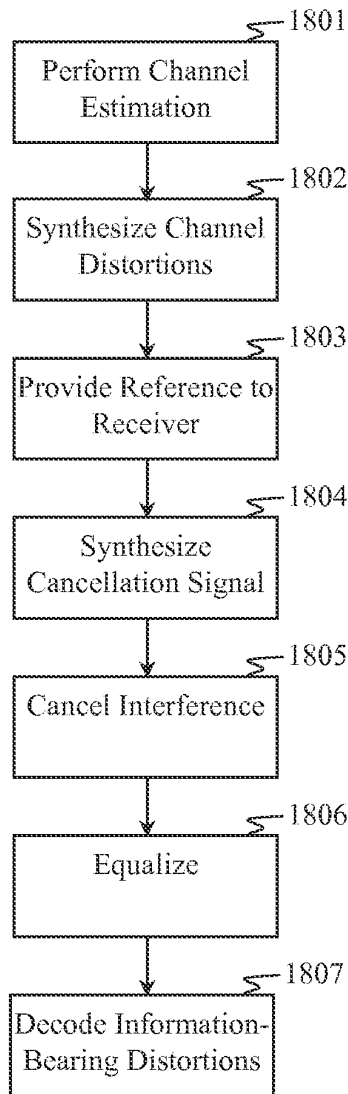 1801
Perform Channel
Estimation
1802
Synthesize Channel
Distortions
1803
Provide Reference to
Receiver
1804
Synthesize
Cancellation Signal
1805
Cancel Interference
1806
Equalize
1807
Decode Information-
Bearing Distortions